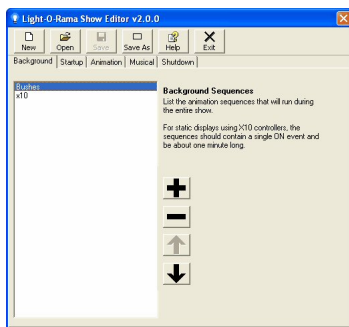 Light-O-Rama Show Editor v2.0.0
New Open Save Save As Help Exit
Background Startup Animation Musical Shutdown
Bushes
x10
Background Sequences
List the animation sequences that will run during
the entire show.
For static displays using X10 controllers, the
sequences should contain a single ON event and
be about one minute long.